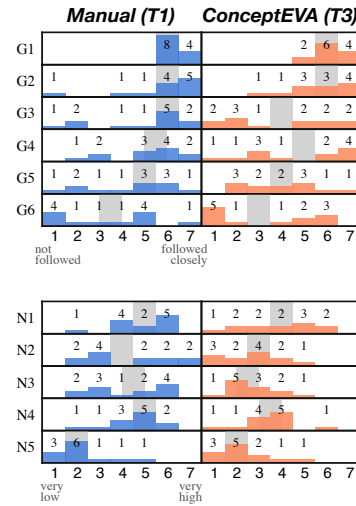 Manual (T1) ConceptEVA (T3)
G1 8 4 2 6 4
G2 1 1 1 4 5 1 1 3 3 4
G3 1 2 1 1 5 2 2 3 1 2 2 2
G4 1 2 3 4 2 1 1 3 1 2 4
G5 1 2 1 1 3 3 1 3 2 2 3 1 1
G6 4 1 1 1 4 1 5 1 1 2 3
1 2 3 4 5 6 7 1 2 3 4 5 6 7
not followed
followed closely
N1 1 4 2 5 1 2 2 2 3 2
N2 2 4 2 2 2 3 2 4 2 1
N3 2 3 1 2 4 1 5 3 2 1
N4 1 1 3 5 2 1 1 4 5 1
N5 3 6 1 1 1 2 5 2 1 1
1 2 3 4 5 6 7 1 2 3 4 5 6 7
very low
very high